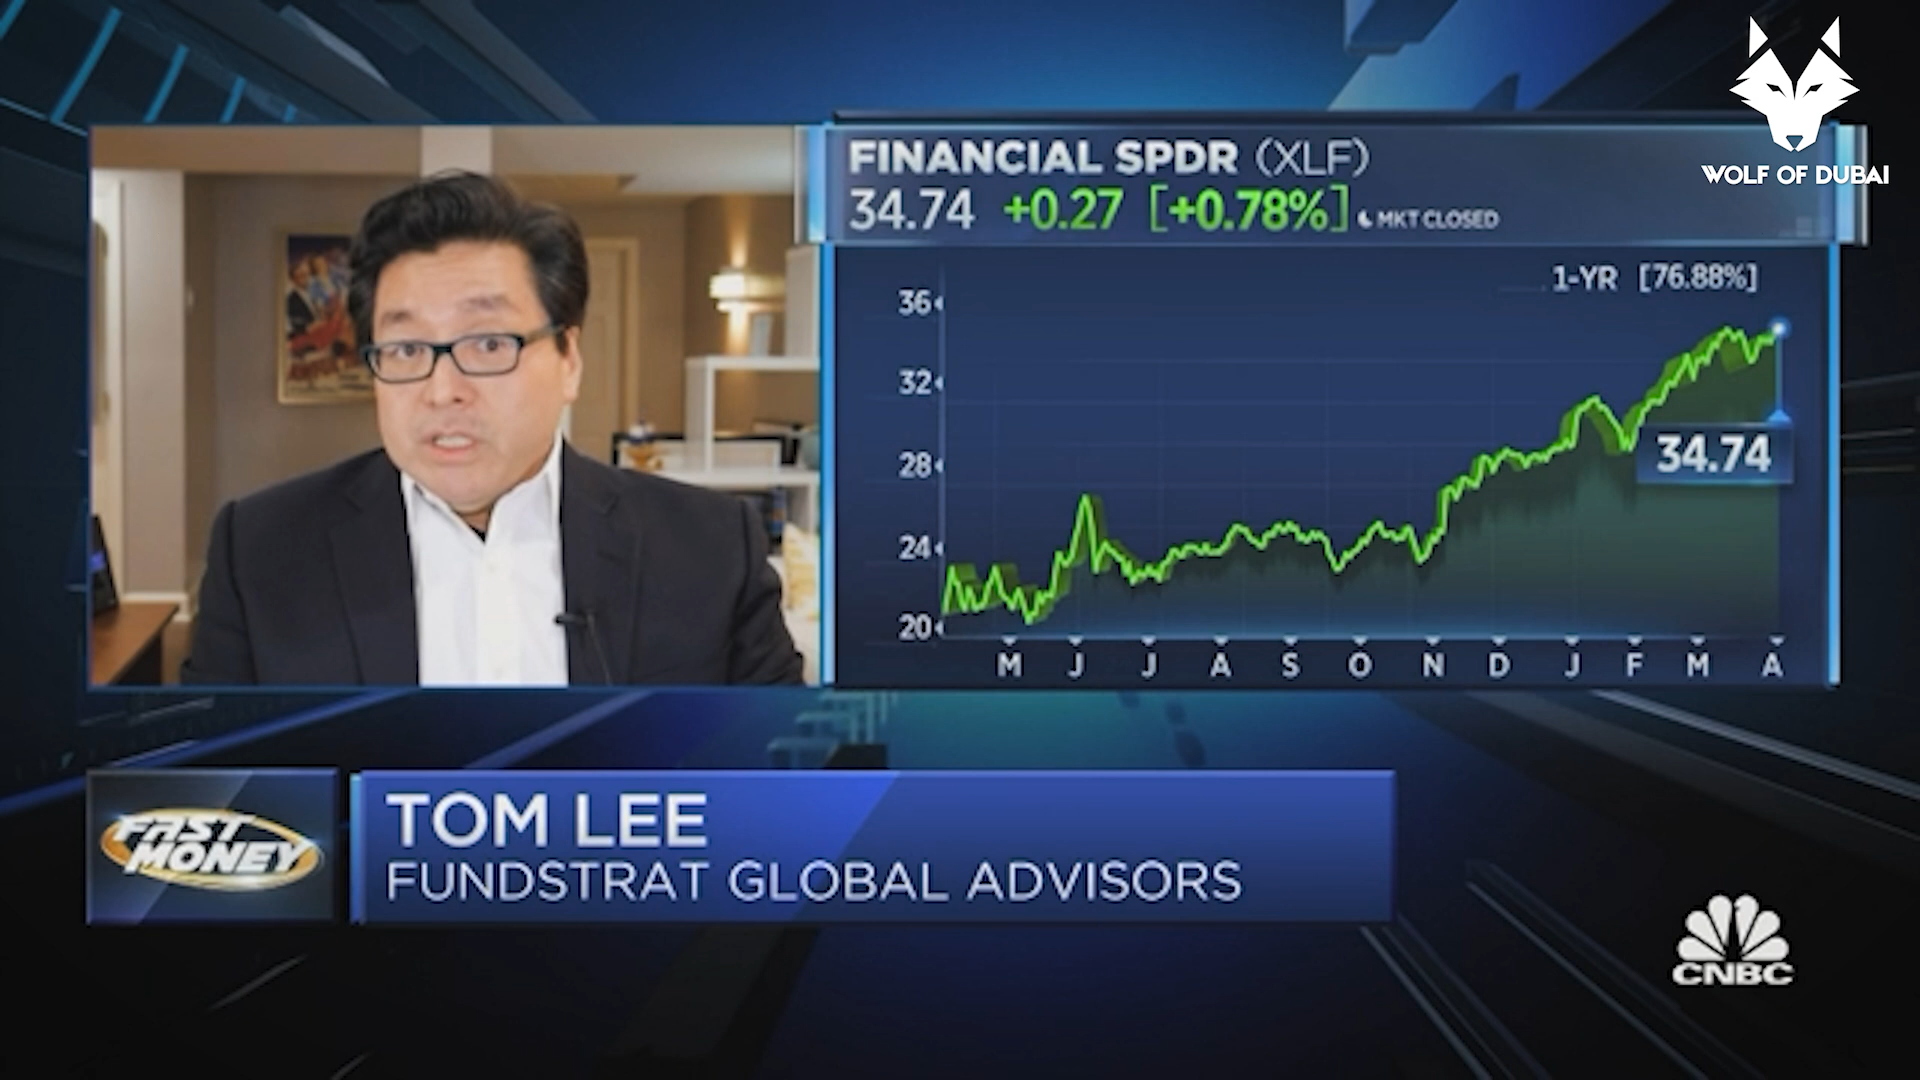 WOLF OF DUBAI
FINANCIAL SPDR (XLF)
34.74 +0.27 [+0.78%] MKT CLOSED
1-YR [76.88%]
36
32
28
24
20
34.74
M J J A S O N D J F M A
FAST
MONEY
TOM LEE
FUNDSTRAT GLOBAL ADVISORS
CNBC